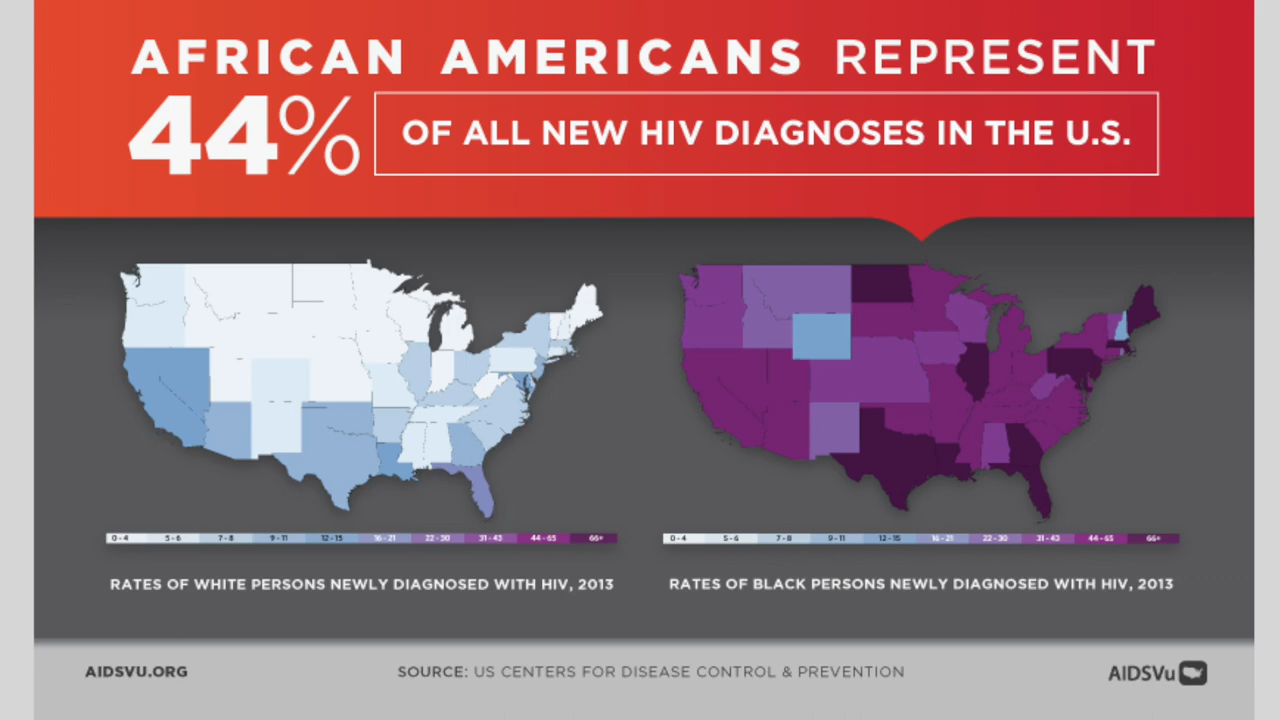 AFRICAN AMERICANS REPRESENT
44% OF ALL NEW HIV DIAGNOSES IN THE U.S.
0-4 5-6 7-8 9-11 12-15 16-21 22-30 31-43 44-65 66+
0-4 5-6 7-8 9-11 12-15 16-21 22-30 31-43 44-65 66+
RATES OF WHITE PERSONS NEWLY DIAGNOSED WITH HIV, 2013
RATES OF BLACK PERSONS NEWLY DIAGNOSED WITH HIV, 2013
AIDSVU.ORG
SOURCE: US CENTERS FOR DISEASE CONTROL & PREVENTION
AIDSVu